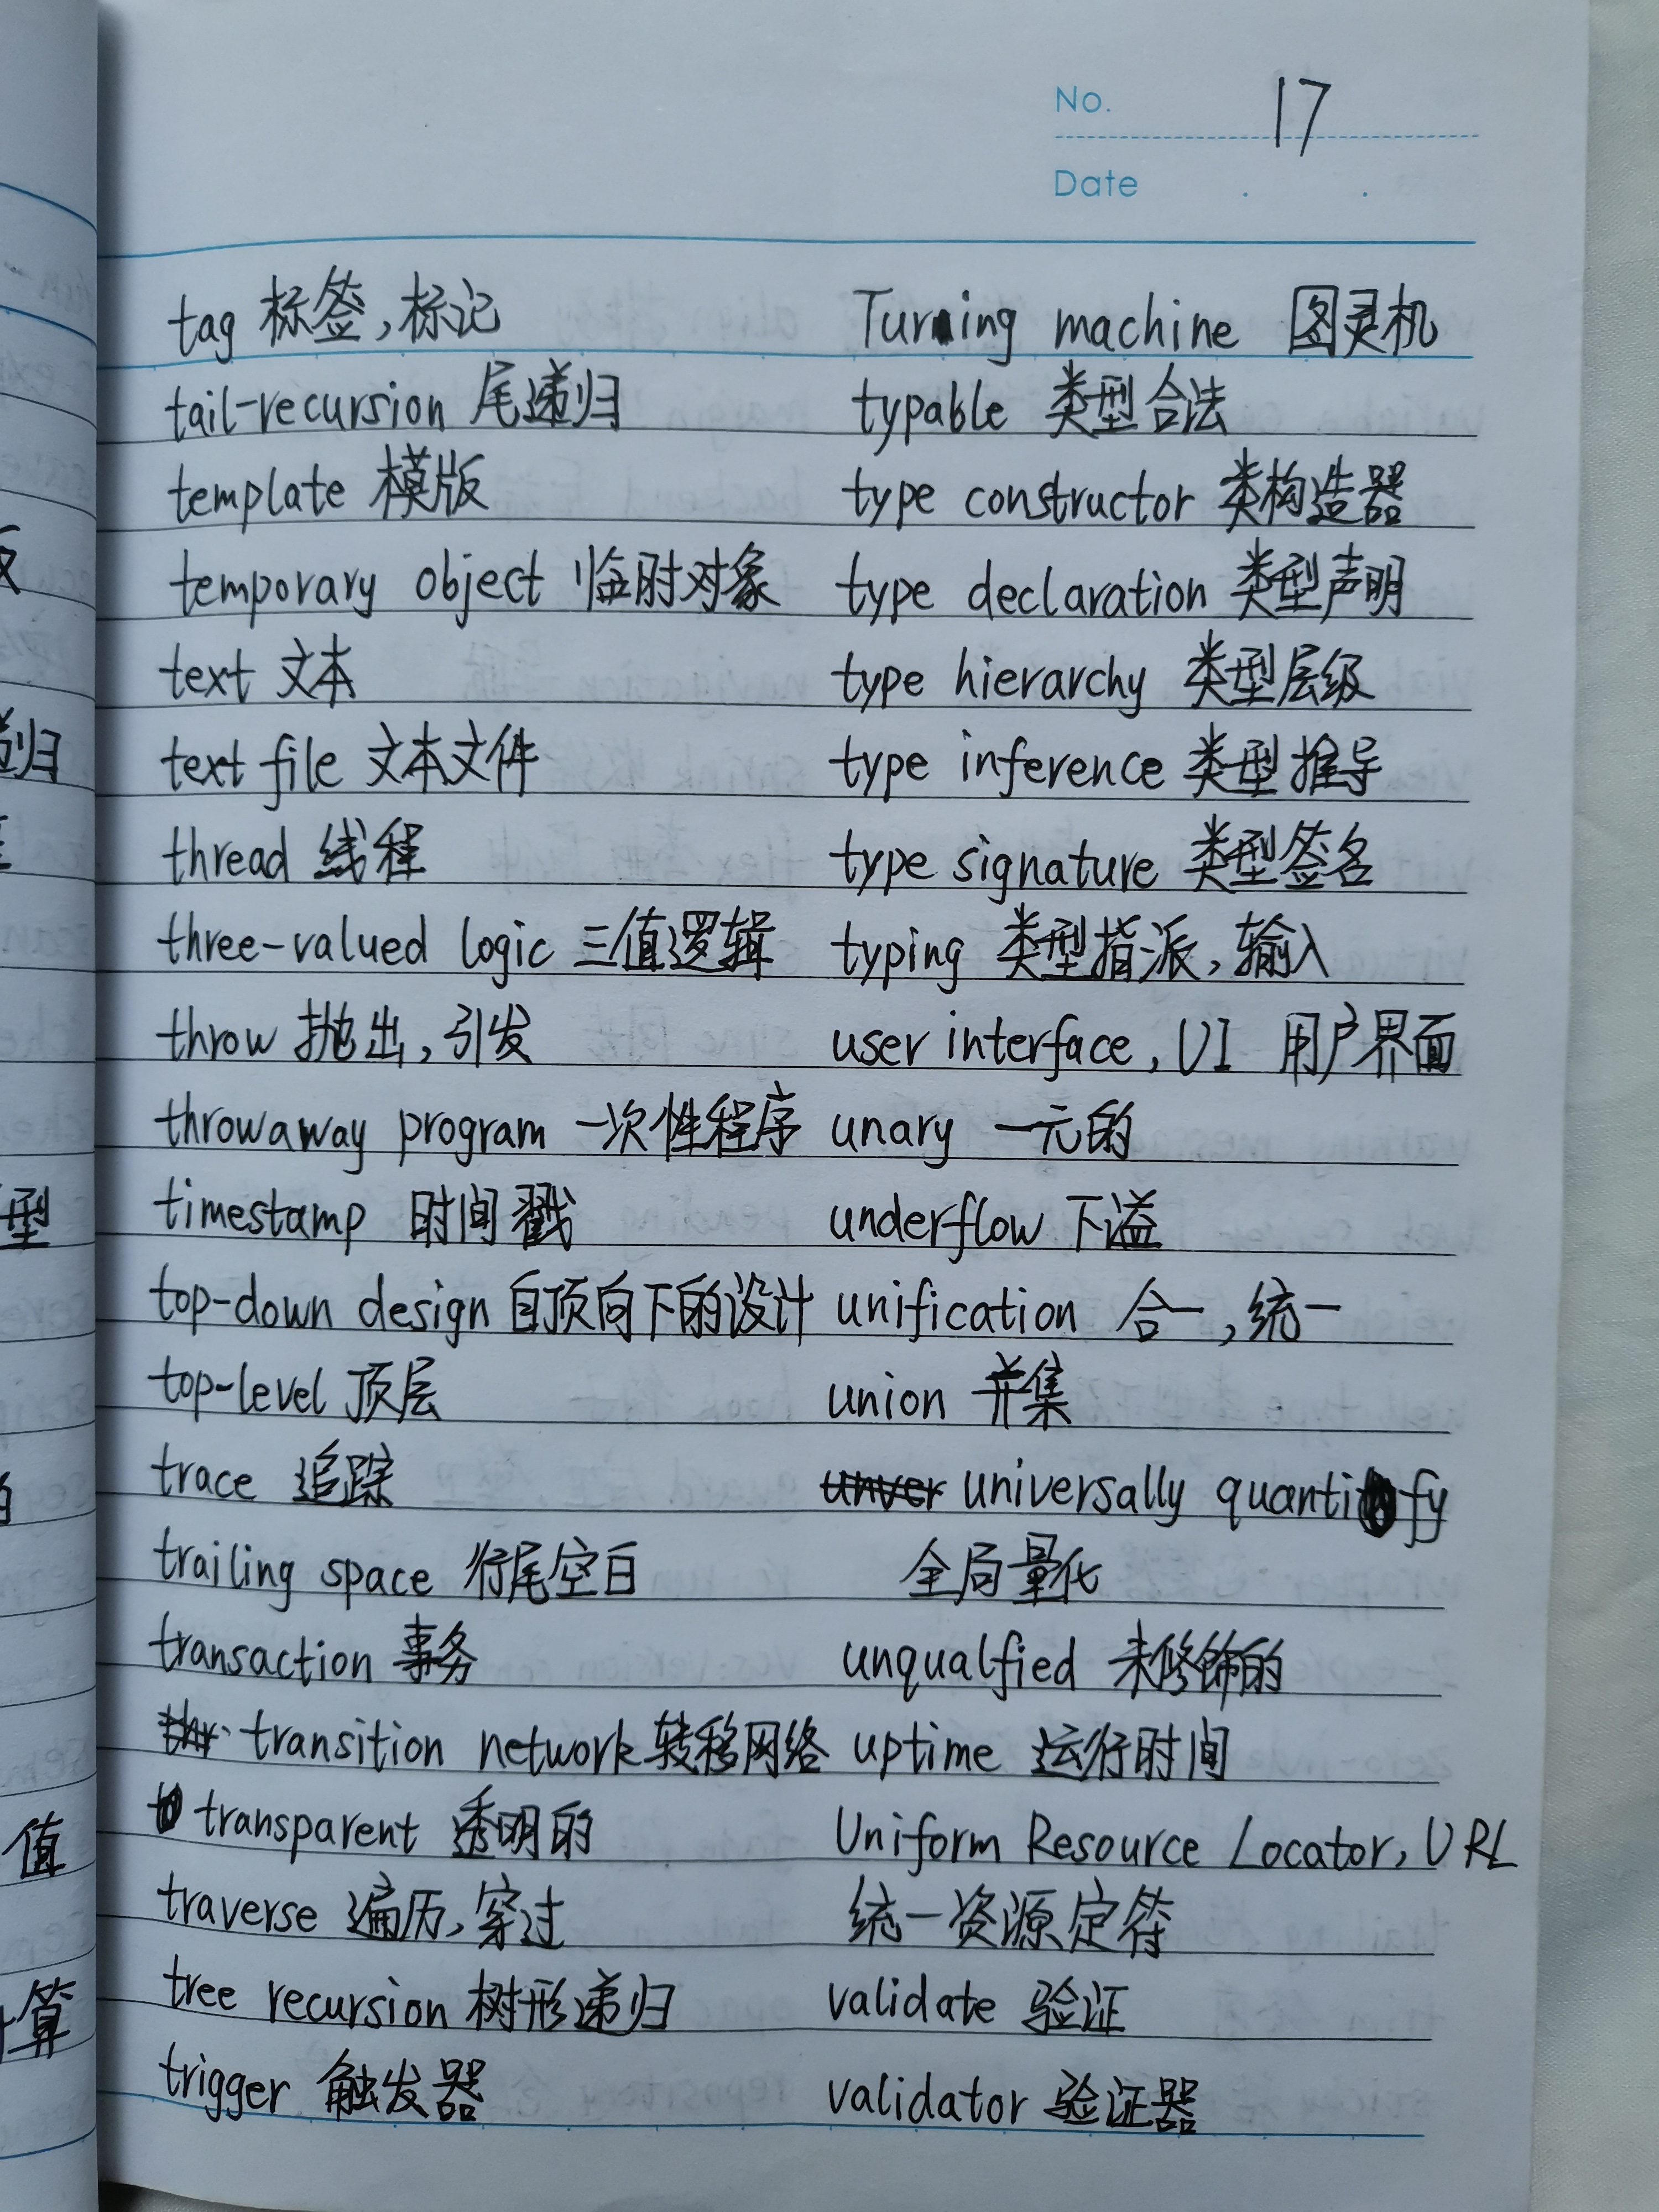 No. 17
Date
tag 标签,标记
tail-recursion 尾递归
template 模版
temporary object 临时对象
text 文本
text file 文本文件
thread 线程
three-valued logic 三值逻辑
throw 抛出,引发
throwaway program 一次性程序
timestamp 时间戳
top-down design 自顶向下的设计
top-level 顶层
trace 追踪
trailing space 行尾空白
transaction 事务
transition network 转移网络
transparent 透明的
traverse 遍历,穿过
tree recursion 树形递归
trigger 触发器
Turning machine 图灵机
typable 类型合法
type constructor 类构造器
type declaration 类型声明
type hierarchy 类型层级
type inference 类型推导
type signature 类型签名
typing 类型指派,输入
user interface, UI 用户界面
unary 一元的
underflow 下溢
unification 合一,统一
union 并集
universally quantify
全局量化
unqualfied 未修饰的
uptime 运行时间
Uniform Resource Locator, URL
统一资源定符
validate 验证
validator 验证器
归
型
值
算